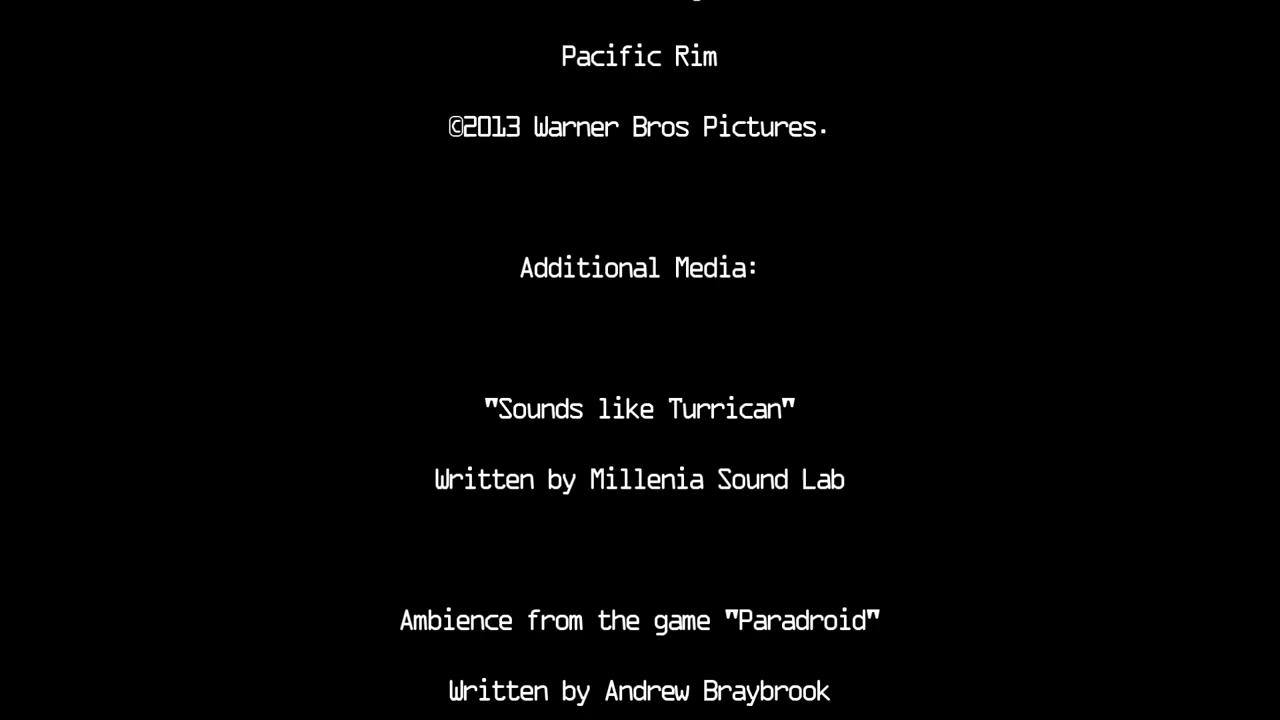 Pacific Rim
©2013 Warner Bros Pictures.
Additional Media:
"Sounds like Turrican"
Written by Millenia Sound Lab
Ambience from the game "Paradroid"
Written by Andrew Braybrook